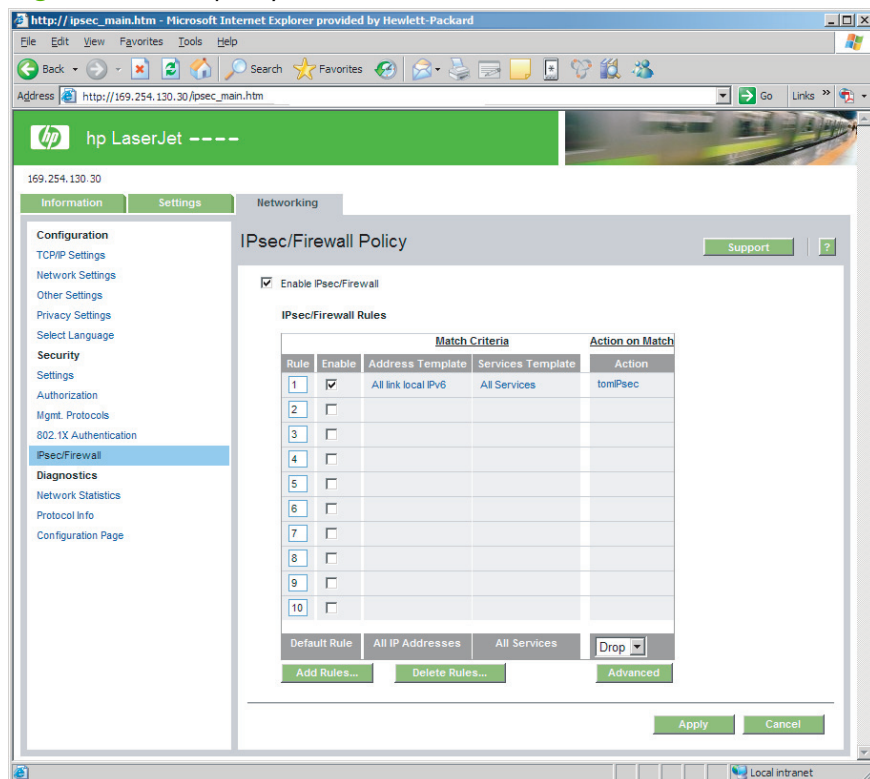 http:// ipsec_main.htm - Microsoft Internet Explorer provided by Hewlett-Packard
File Edit View Favorites Tools Help
Back Search Favorites
Address http://169.254.130.30/ipsec_main.htm Go Links »
hp hp LaserJet ----
169.254.130.30
Information Settings Networking
Configuration
TCP/IP Settings
Network Settings
Other Settings
Privacy Settings
Select Language
Security
Settings
Authorization
Mgmt. Protocols
802.1X Authentication
IPsec/Firewall
Diagnostics
Network Statistics
Protocol Info
Configuration Page
IPsec/Firewall Policy
Support ?
Enable IPsec/Firewall
IPsec/Firewall Rules
Match Criteria Action on Match
Rule Enable Address Template Services Template Action
1 All link local IPv6 All Services tomIPsec
2
3
4
5
6
7
8
9
10
Default Rule All IP Addresses All Services Drop
Add Rules... Delete Rules... Advanced
Apply Cancel
Local intranet